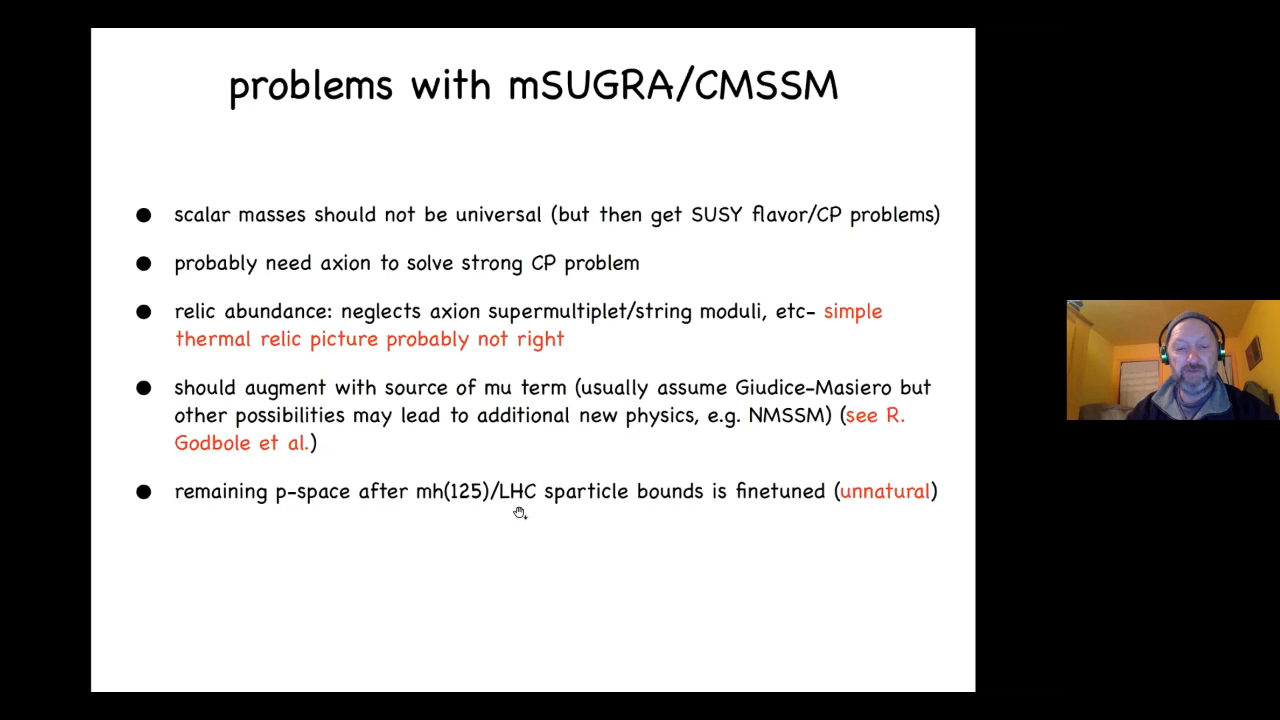 problems with mSUGRA/CMSSM
● scalar masses should not be universal (but then get SUSY flavor/CP problems)
● probably need axion to solve strong CP problem
● relic abundance: neglects axion supermultiplet/string moduli, etc- simple
thermal relic picture probably not right
● should augment with source of mu term (usually assume Giudice-Masiero but
other possibilities may lead to additional new physics, e.g. NMSSM) (see R.
Godbole et al.)
● remaining p-space after mh(125)/LHC sparticle bounds is finetuned (unnatural)